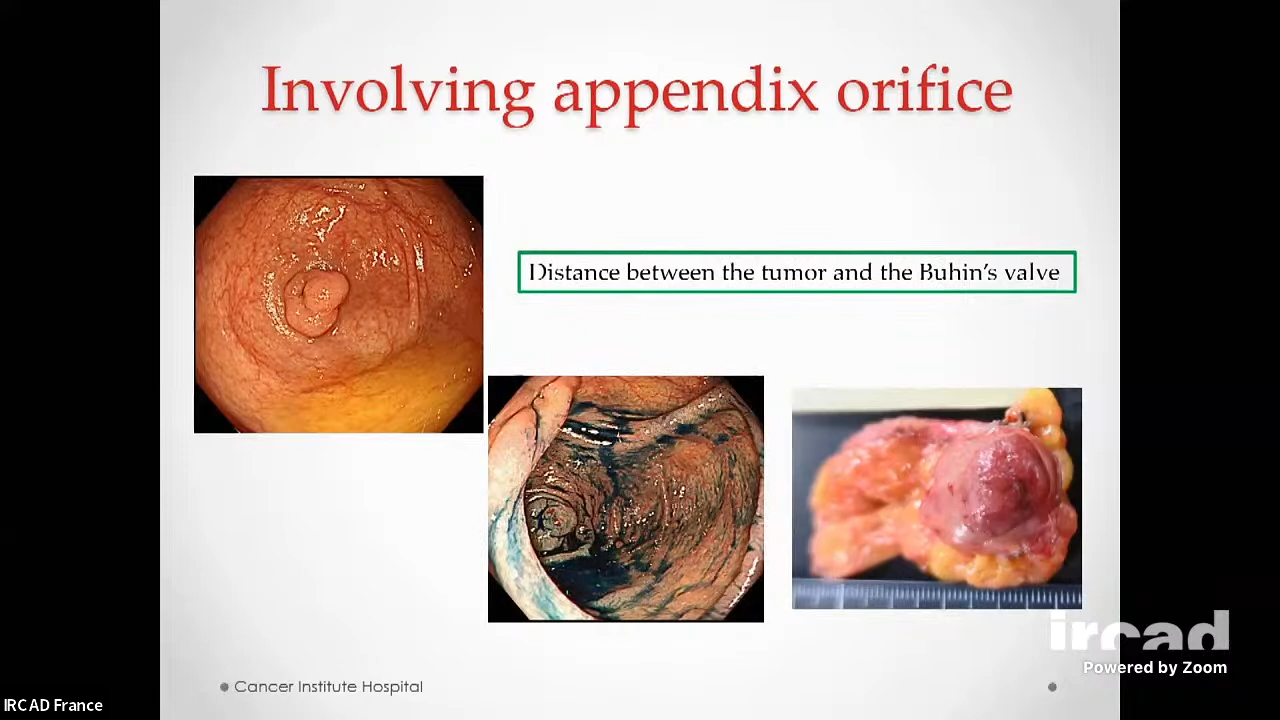 Involving appendix orifice
Distance between the tumor and the Buhin's valve
ircad
Powered by Zoom
Cancer Institute Hospital
IRCAD France